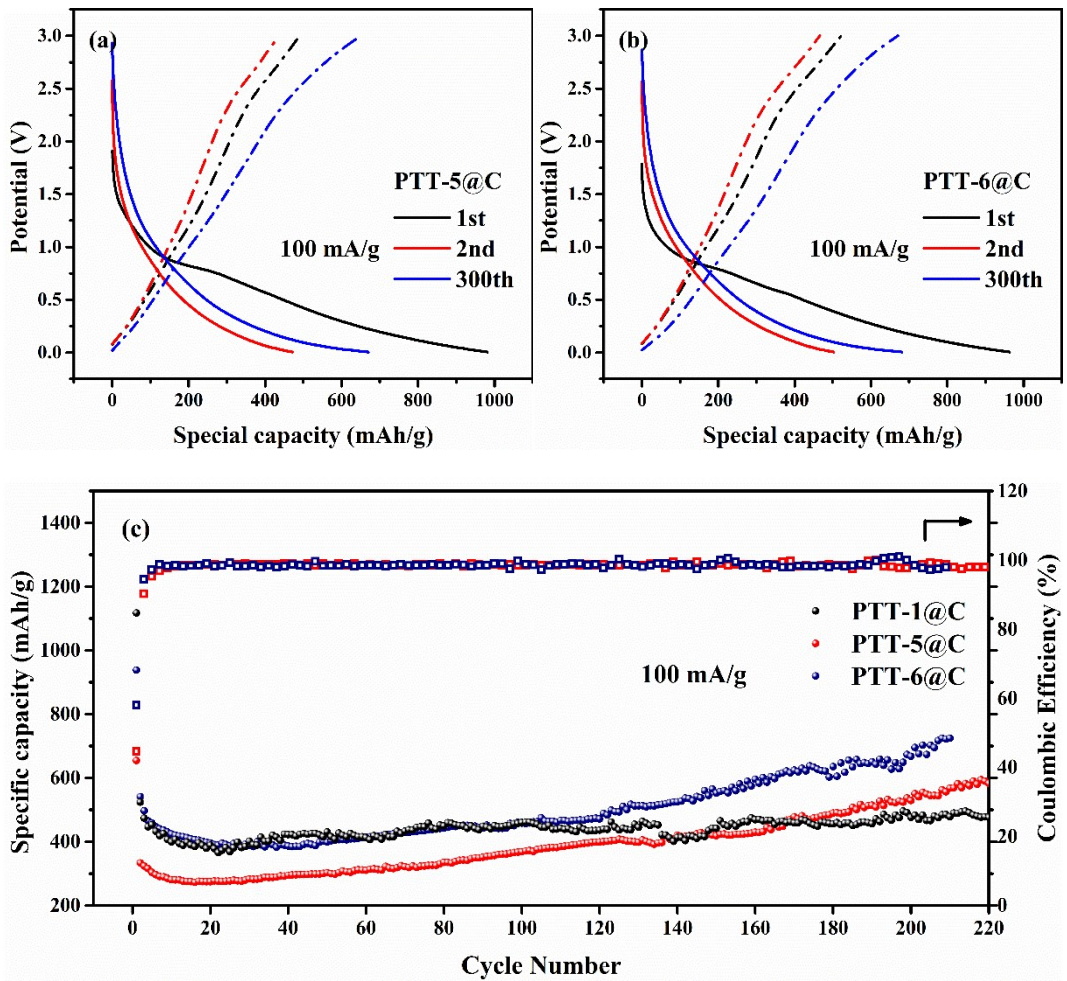 (a)
3.0
2.5
2.0
1.5
1.0
0.5
0.0
Potential (V)
PTT-5@C
1st
100 mA/g
2nd
300th
0 200 400 600 800 1000
Special capacity (mAh/g)
(b)
3.0
2.5
2.0
1.5
1.0
0.5
0.0
Potential (V)
PTT-6@C
1st
100 mA/g
2nd
300th
0 200 400 600 800 1000
Special capacity (mAh/g)
(c)
1400
1200
1000
800
600
400
200
Specific capacity (mAh/g)
PTT-1@C
PTT-5@C
100 mA/g
PTT-6@C
120
100
80
60
40
20
0
Coulombic Efficiency (%)
0 20 40 60 80 100 120 140 160 180 200 220
Cycle Number